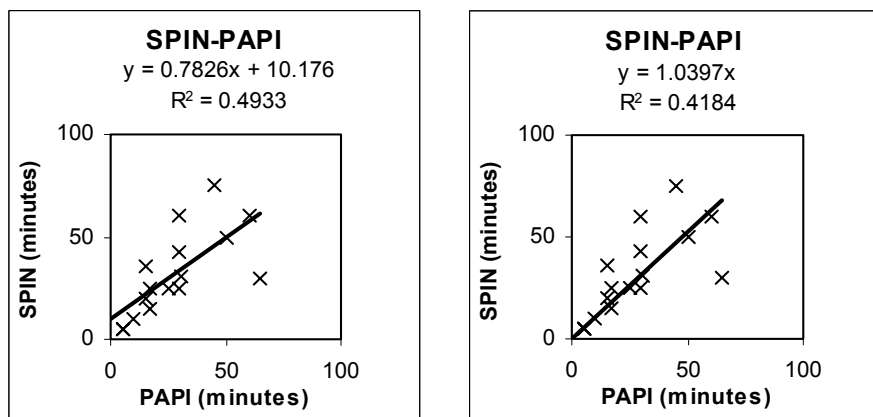 SPIN-PAPI
y = 0.7826x + 10.176
R² = 0.4933
100
50
0
SPIN (minutes)
0 50 100
PAPI (minutes)
SPIN-PAPI
y = 1.0397x
R² = 0.4184
100
50
0
SPIN (minutes)
0 50 100
PAPI (minutes)